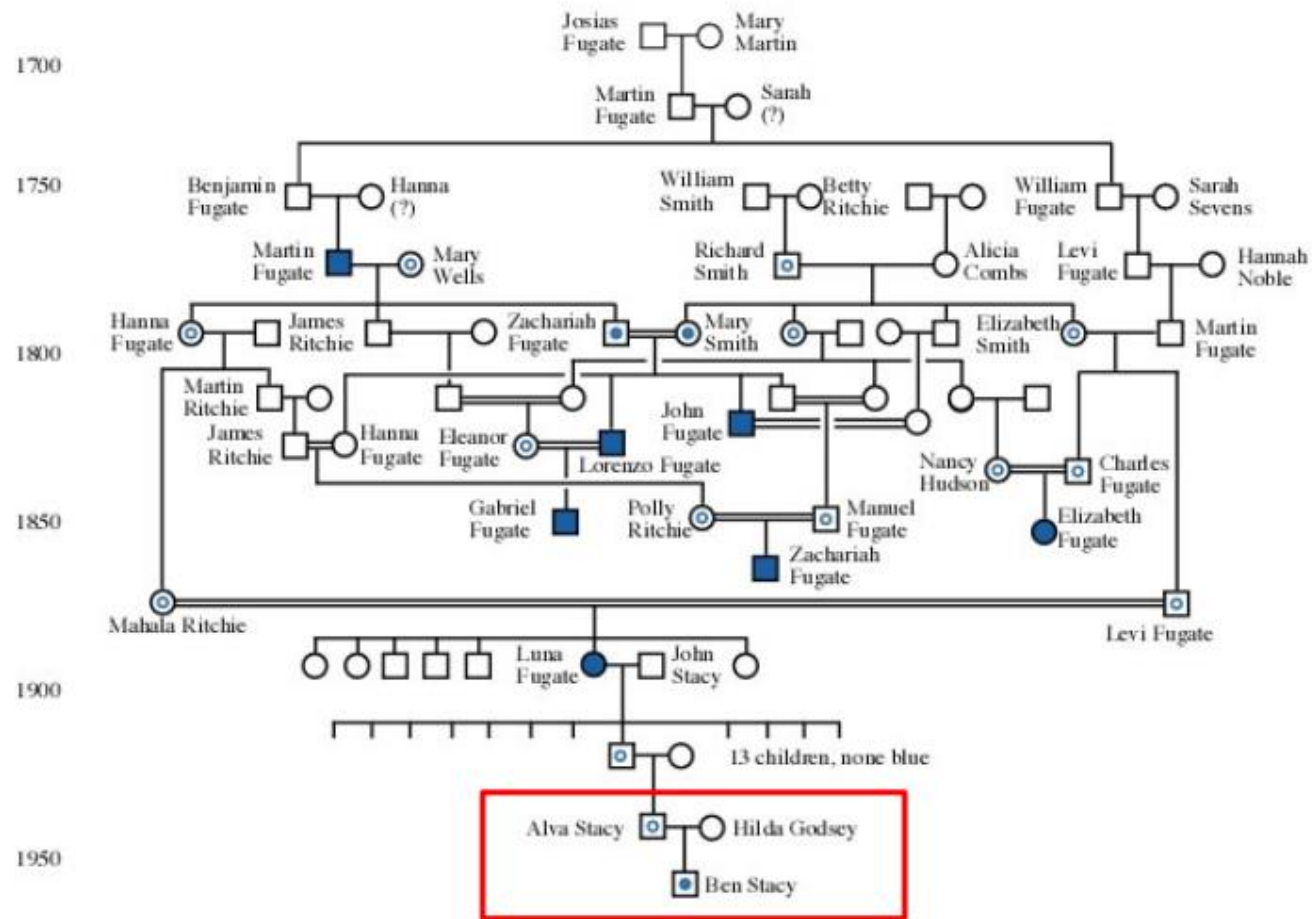 Josias
Fugate
Mary
Martin
1700
Martin
Fugate
Sarah
(?)
1750
Benjamin
Fugate
Hanna
(?)
William
Smith
Betty
Ritchie
William
Fugate
Sarah
Sevens
Martin
Fugate
Mary
Wells
Richard
Smith
Alicia
Combs
Levi
Fugate
Hannah
Noble
Hanna
Fugate
James
Ritchie
Zachariah
Fugate
Mary
Smith
Elizabeth
Smith
Martin
Fugate
1800
Martin
Ritchie
James
Ritchie
Hanna
Fugate
Eleanor
Fugate
Lorenzo Fugate
John
Fugate
Nancy
Hudson
Charles
Fugate
1850
Gabriel
Fugate
Polly
Ritchie
Manuel
Fugate
Elizabeth
Fugate
Zachariah
Fugate
Mahala Ritchie
Levi Fugate
Luna
Fugate
John
Stacy
1900
13 children, none blue
Alva Stacy
Hilda Godsey
1950
Ben Stacy